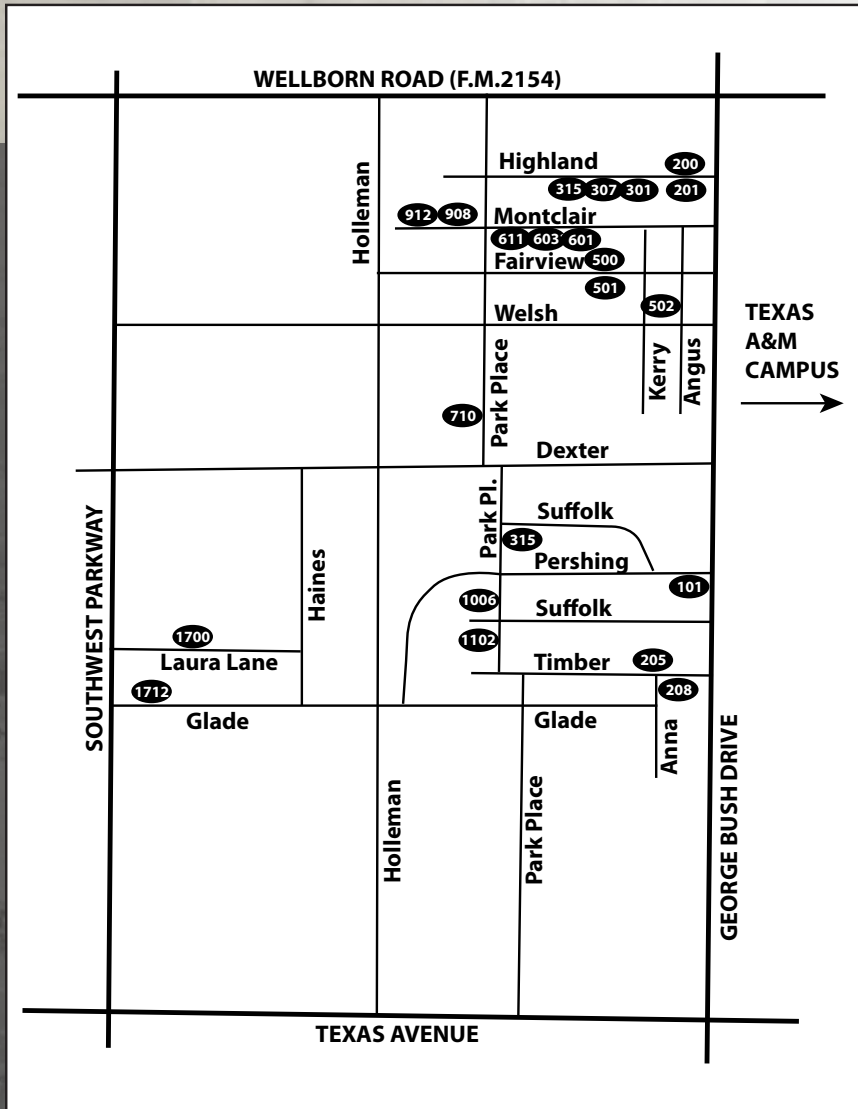 WELLBORN ROAD (F.M.2154)
Highland
200
315
307
301
201
Holleman
912
908
Montclair
611
603
601
Fairview
500
501
502
Welsh
TEXAS
A&M
CAMPUS
Park Place
Kerry
Angus
710
Dexter
Park Pl.
Suffolk
315
Pershing
101
SOUTHWEST PARKWAY
Haines
1006
Suffolk
1700
1102
Laura Lane
Timber
205
1712
208
Glade
Glade
Anna
GEORGE BUSH DRIVE
Holleman
Park Place
TEXAS AVENUE